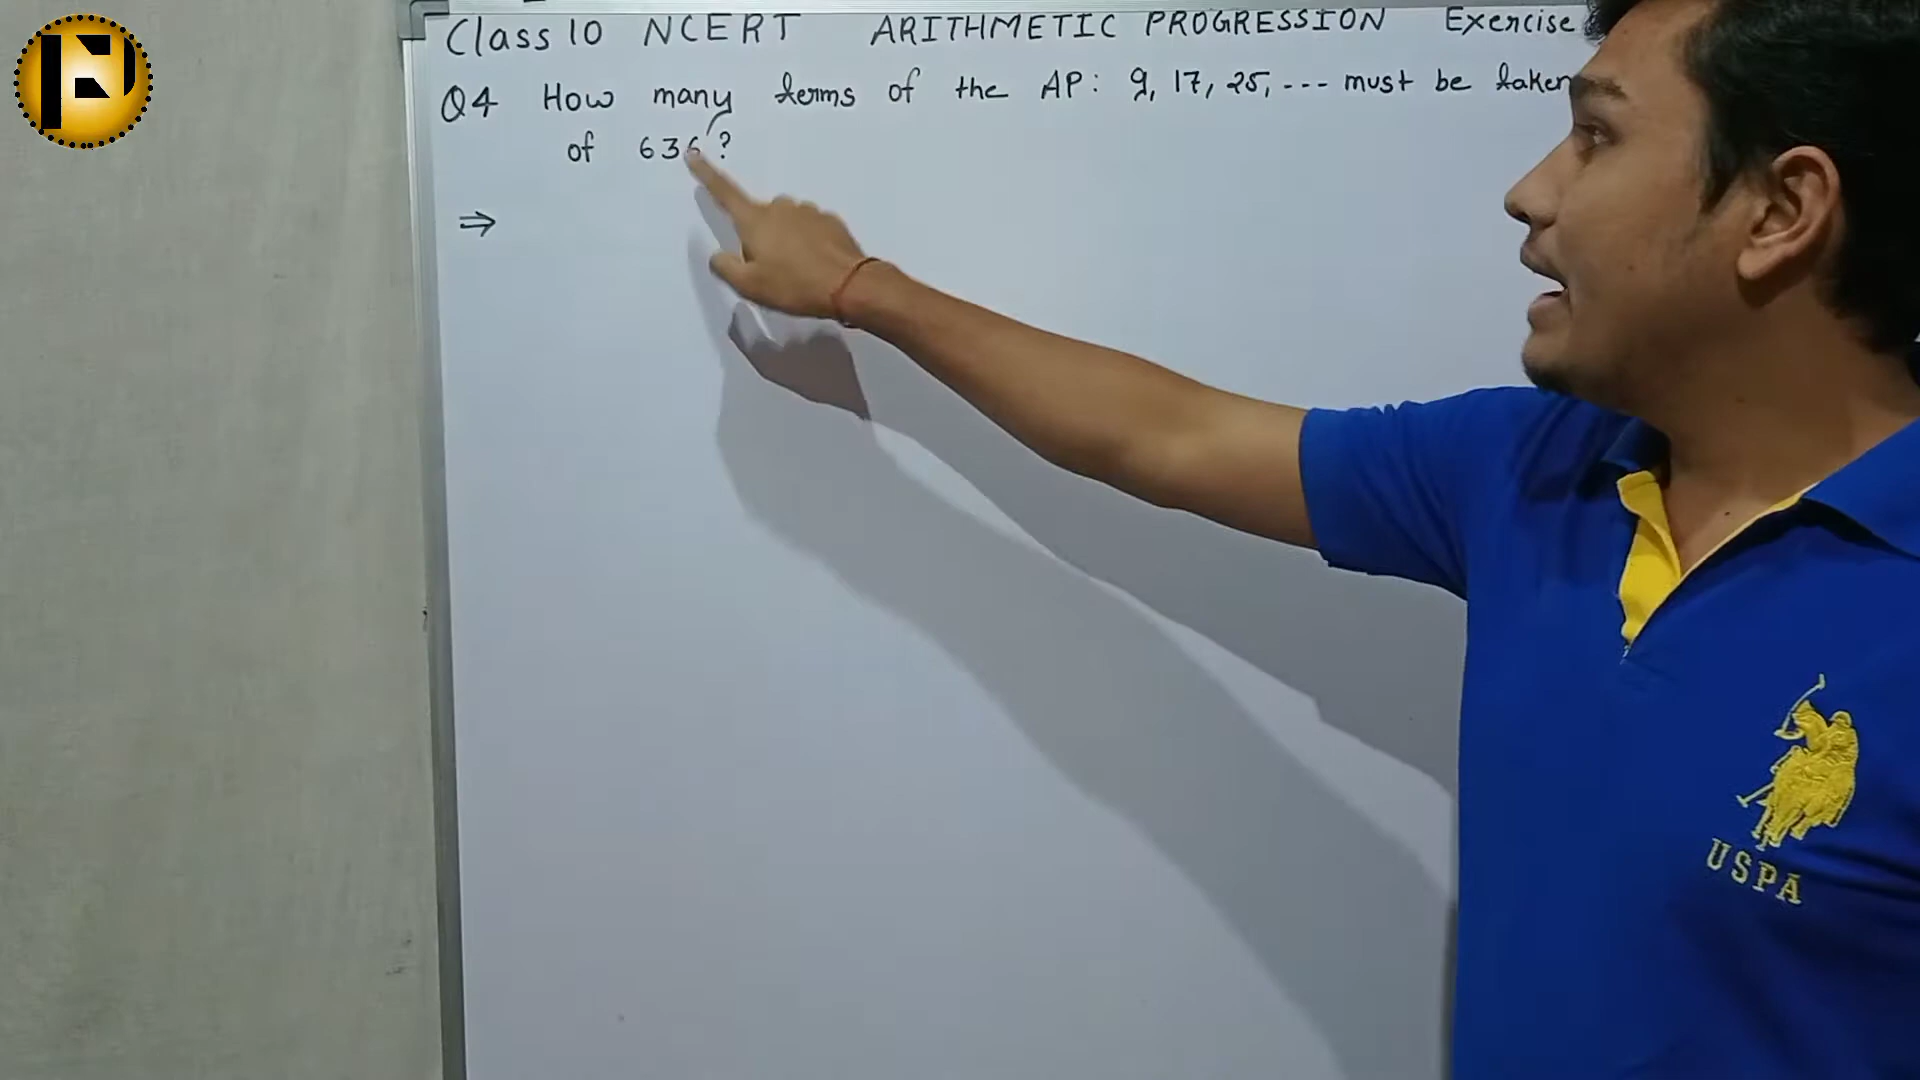 Class 10 NCERT ARITHMETIC PROGRESSION Exercise
Q4 How many terms of the AP: 9, 17, 25, --- must be taken
of 636?
⇒
USPA